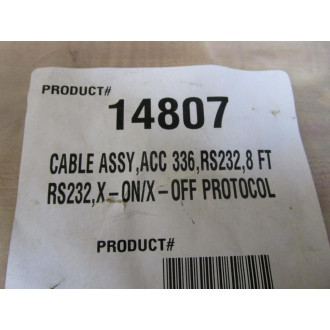 PRODUCT#
14807
CABLE ASSY,ACC 336,RS232,8 FT
RS232,X-ON/X-OFF PROTOCOL
PRODUCT#